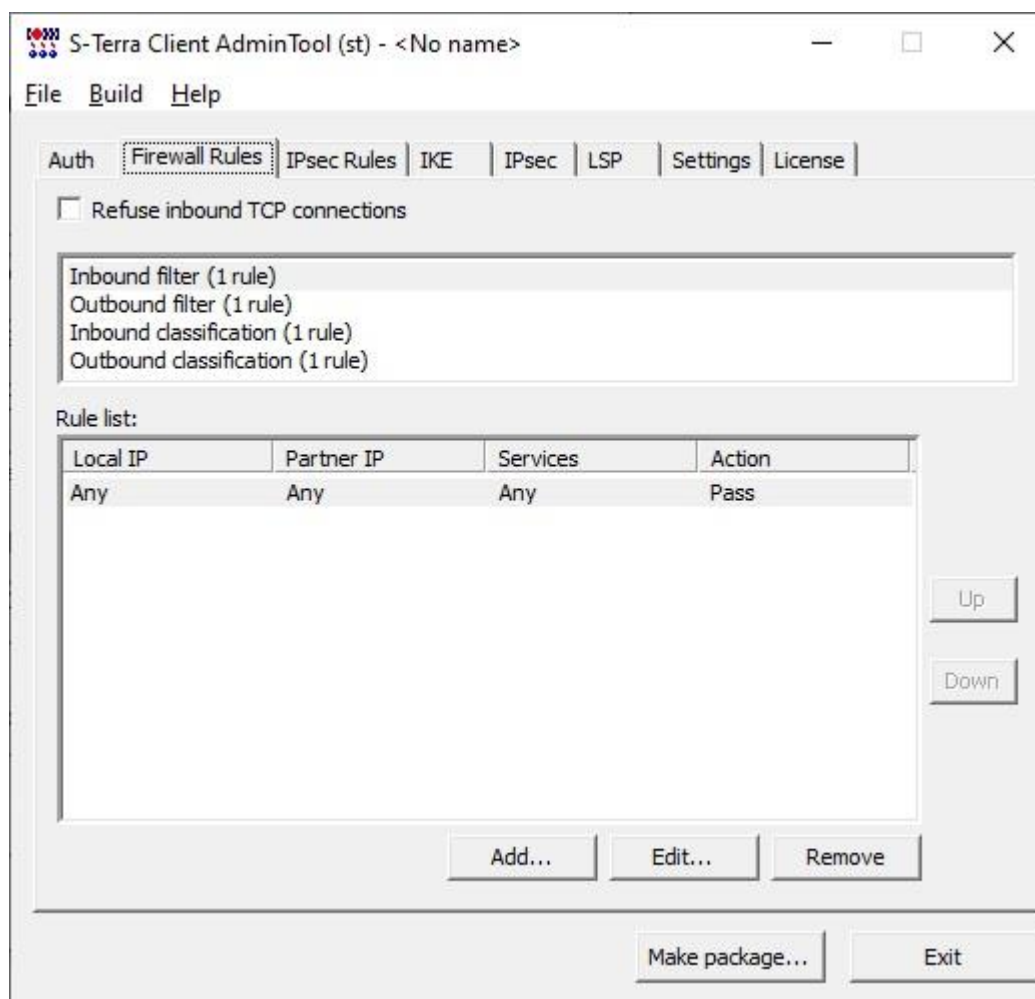 S-Terra Client AdminTool (st) - <No name>
File Build Help
Auth Firewall Rules IPsec Rules IKE IPsec LSP Settings License
Refuse inbound TCP connections
Inbound filter (1 rule)
Outbound filter (1 rule)
Inbound classification (1 rule)
Outbound classification (1 rule)
Rule list:
Local IP Partner IP Services Action
Any Any Any Pass
Up
Down
Add... Edit... Remove
Make package... Exit